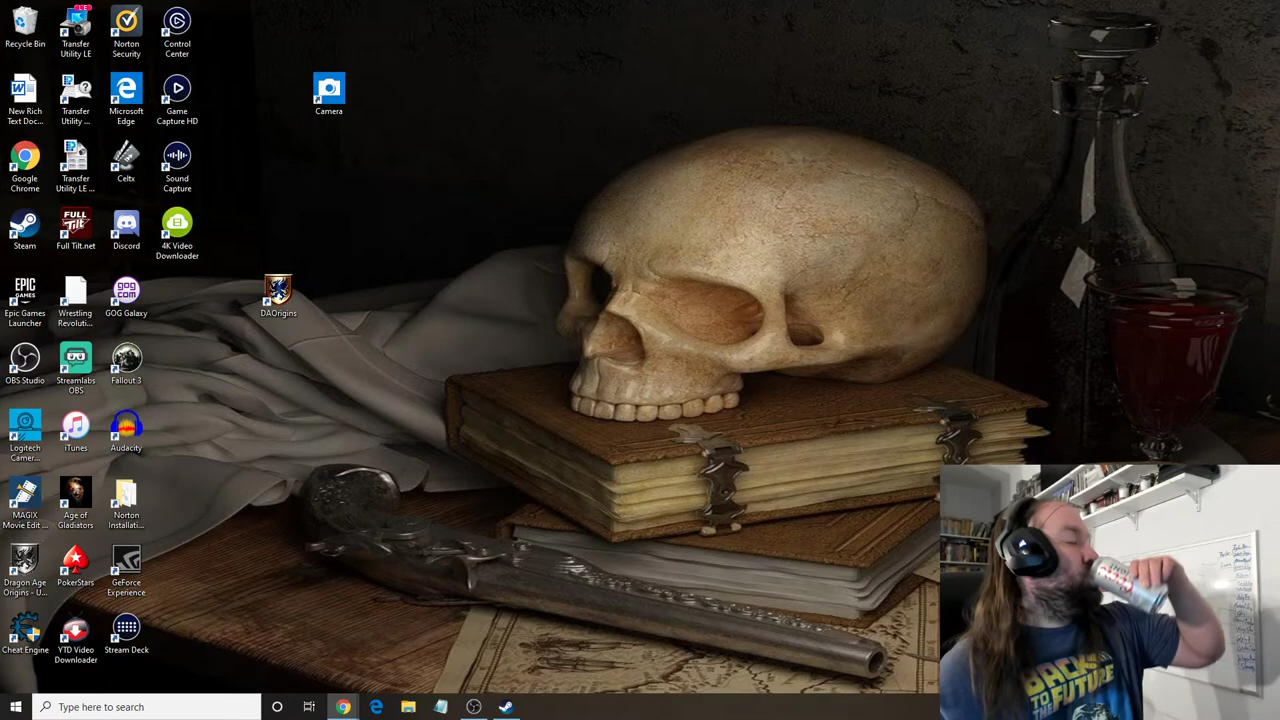 Recycle Bin
Transfer
Utility LE
Norton
Security
Control
Center
New Rich
Text Doc...
Transfer
Utility ...
Microsoft
Edge
Game
Capture HD
Camera
Google
Chrome
Transfer
Utility LE ...
Celtx
Sound
Capture
Steam
FULL
TiLT
Full Tilt.net
Discord
4K Video
Downloader
EPIC
GAMES
Epic Games
Launcher
Wrestling
Revoluti...
GOG
COM
GOG Galaxy
DAOrigins
OBS Studio
Streamlabs
OBS
Fallout 3
Logitech
Camer...
iTunes
Audacity
MAGIX
Movie Edit ...
Age of
Gladiators
Norton
Installati...
Dragon Age
Origins - U...
PokerStars
GeForce
Experience
Cheat Engine
YTD Video
Downloader
Stream Deck
Type here to search
BACK
TO THE
FUTURE